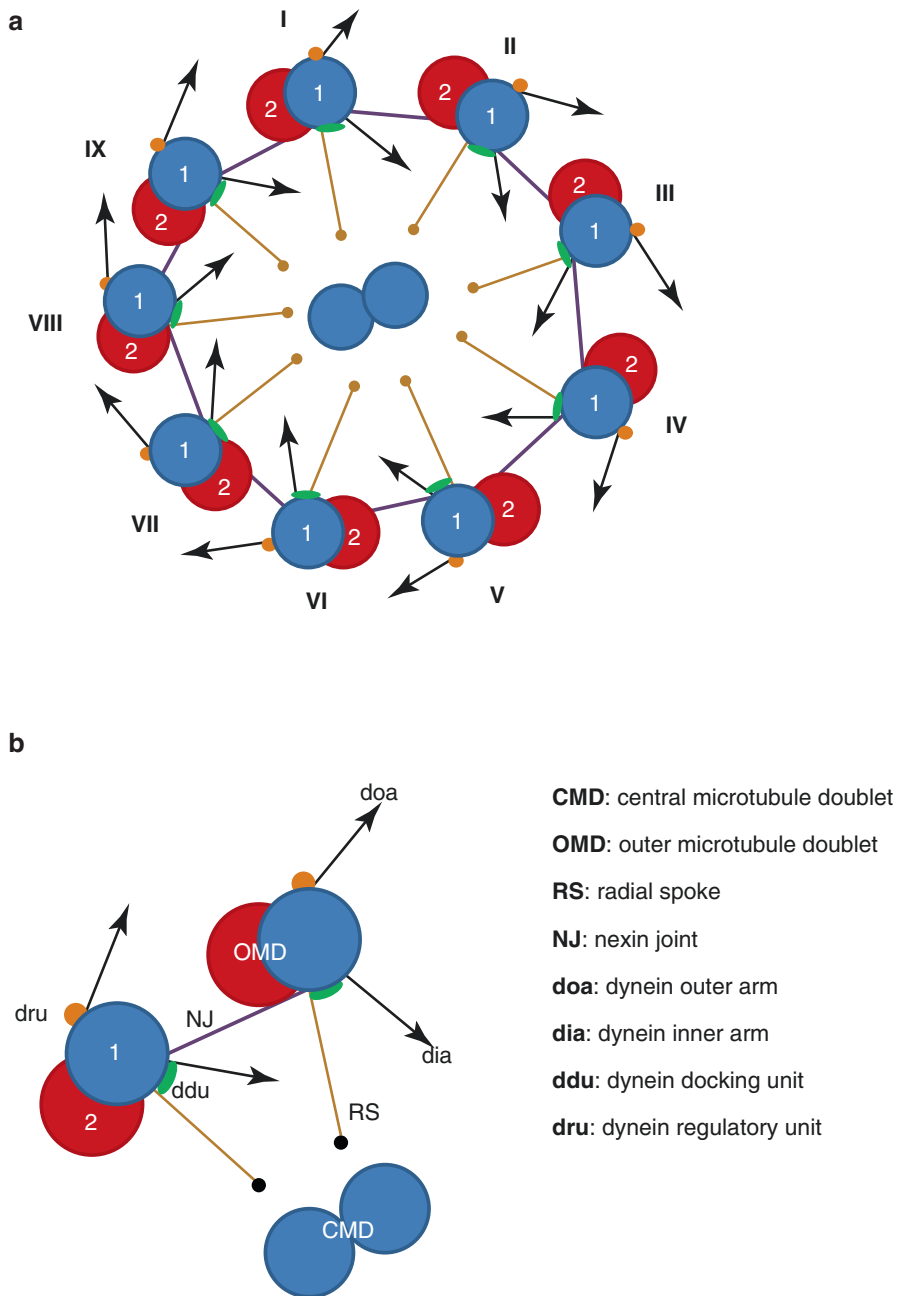 a
I
II
III
IV
V
VI
VII
VIII
IX
1
2
1
2
1
2
1
2
1
2
1
2
1
2
1
2
1
2
b
doa
OMD
dru
NJ
1
ddu
dia
2
RS
CMD
CMD: central microtubule doublet
OMD: outer microtubule doublet
RS: radial spoke
NJ: nexin joint
doa: dynein outer arm
dia: dynein inner arm
ddu: dynein docking unit
dru: dynein regulatory unit